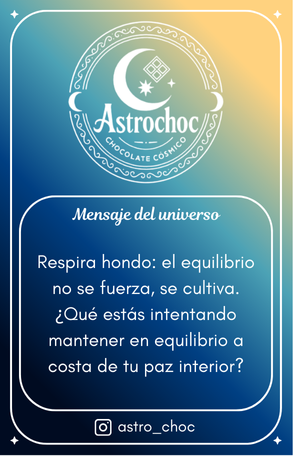 Astrochoc
CHOCOLATE CÓSMICO
Mensaje del universo
Respira hondo: el equilibrio
no se fuerza, se cultiva.
¿Qué estás intentando
mantener en equilibrio a
costa de tu paz interior?
astro_choc